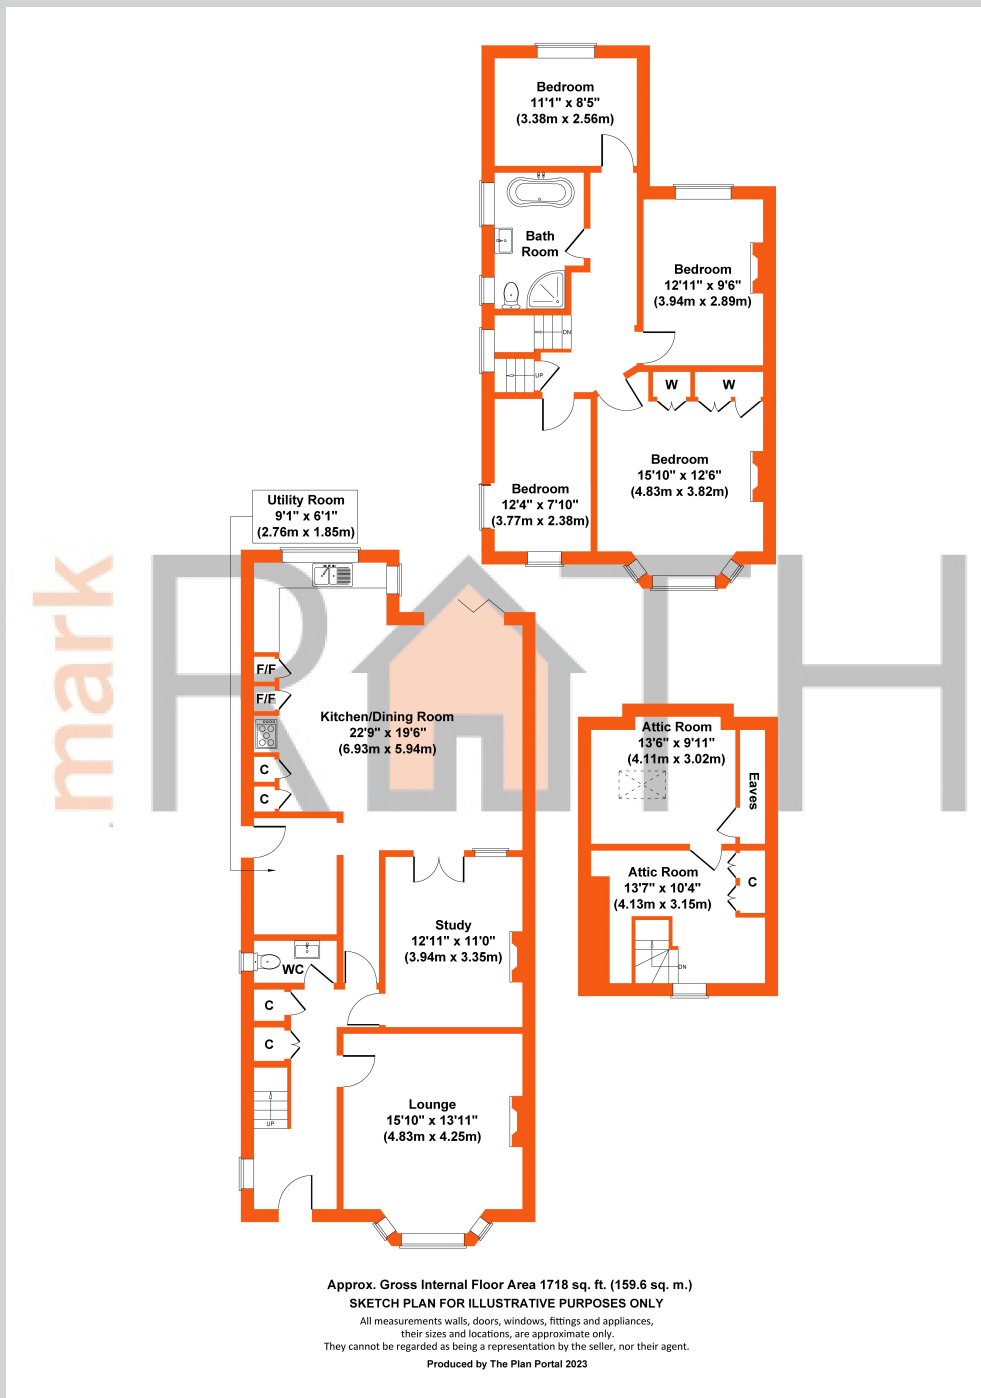 Bedroom
11'1" x 8'5"
(3.38m x 2.56m)
Bath
Room
Bedroom
12'11" x 9'6"
(3.94m x 2.89m)
DN
UP
W
W
Bedroom
15'10" x 12'6"
(4.83m x 3.82m)
Bedroom
12'4" x 7'10"
(3.77m x 2.38m)
Utility Room
9'1" x 6'1"
(2.76m x 1.85m)
mark
RTH
F/F
F/F
Kitchen/Dining Room
22'9" x 19'6"
(6.93m x 5.94m)
C
C
Attic Room
13'6" x 9'11"
(4.11m x 3.02m)
Eaves
Attic Room
13'7" x 10'4"
(4.13m x 3.15m)
C
DN
Study
12'11" x 11'0"
(3.94m x 3.35m)
WC
C
C
UP
Lounge
15'10" x 13'11"
(4.83m x 4.25m)
Approx. Gross Internal Floor Area 1718 sq. ft. (159.6 sq. m.)
SKETCH PLAN FOR ILLUSTRATIVE PURPOSES ONLY
All measurements walls, doors, windows, fittings and appliances,
their sizes and locations, are approximate only.
They cannot be regarded as being a representation by the seller, nor their agent.
Produced by The Plan Portal 2023